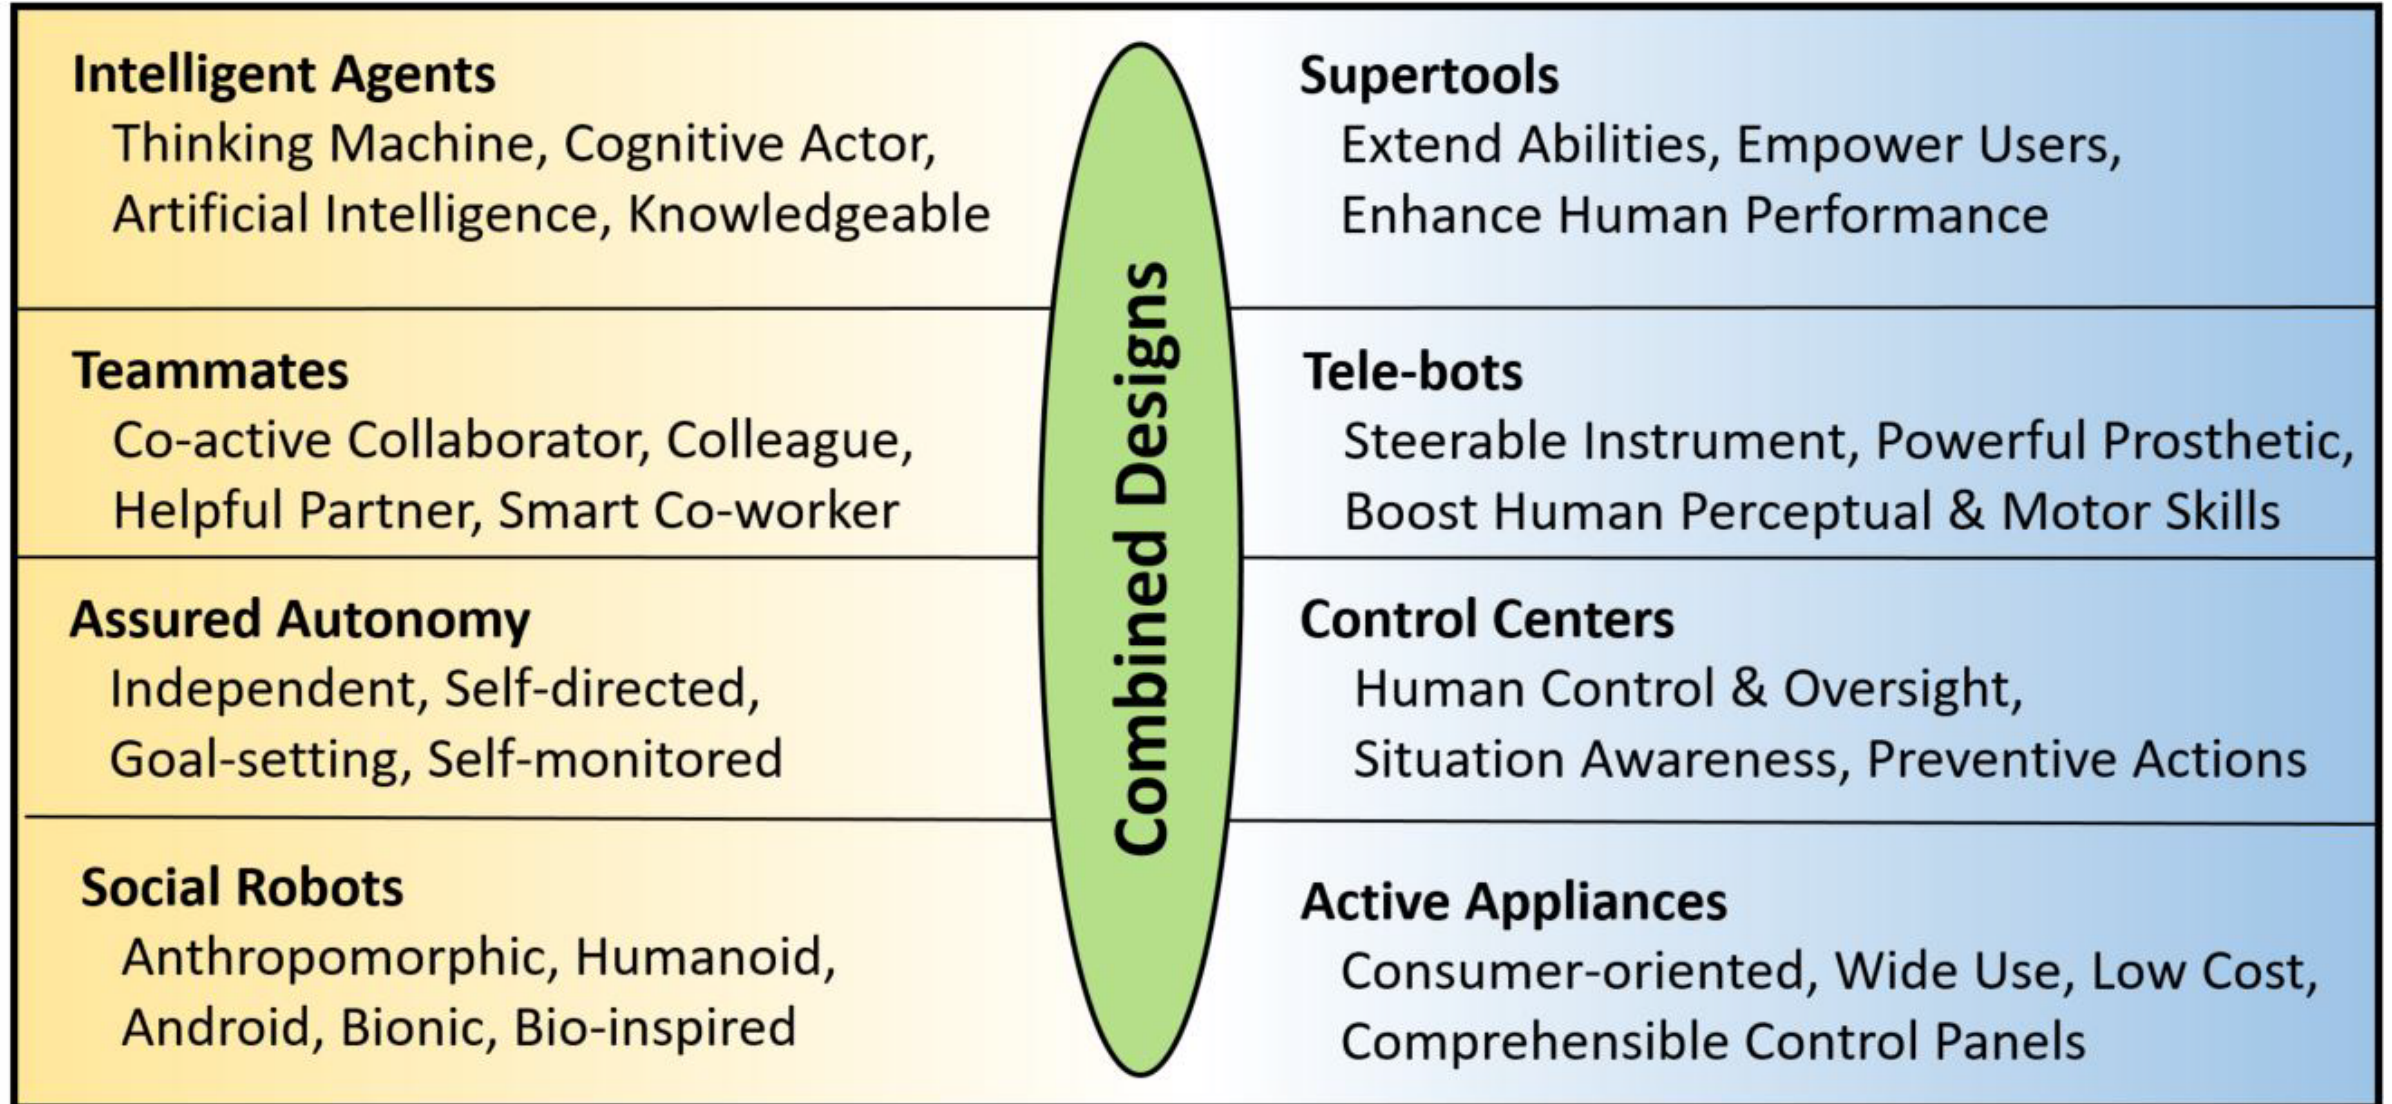 Intelligent Agents
Thinking Machine, Cognitive Actor,
Artificial Intelligence, Knowledgeable
Supertools
Extend Abilities, Empower Users,
Enhance Human Performance
Teammates
Co-active Collaborator, Colleague,
Helpful Partner, Smart Co-worker
Tele-bots
Steerable Instrument, Powerful Prosthetic,
Boost Human Perceptual & Motor Skills
Assured Autonomy
Independent, Self-directed,
Goal-setting, Self-monitored
Control Centers
Human Control & Oversight,
Situation Awareness, Preventive Actions
Social Robots
Anthropomorphic, Humanoid,
Android, Bionic, Bio-inspired
Active Appliances
Consumer-oriented, Wide Use, Low Cost,
Comprehensible Control Panels
Combined Designs